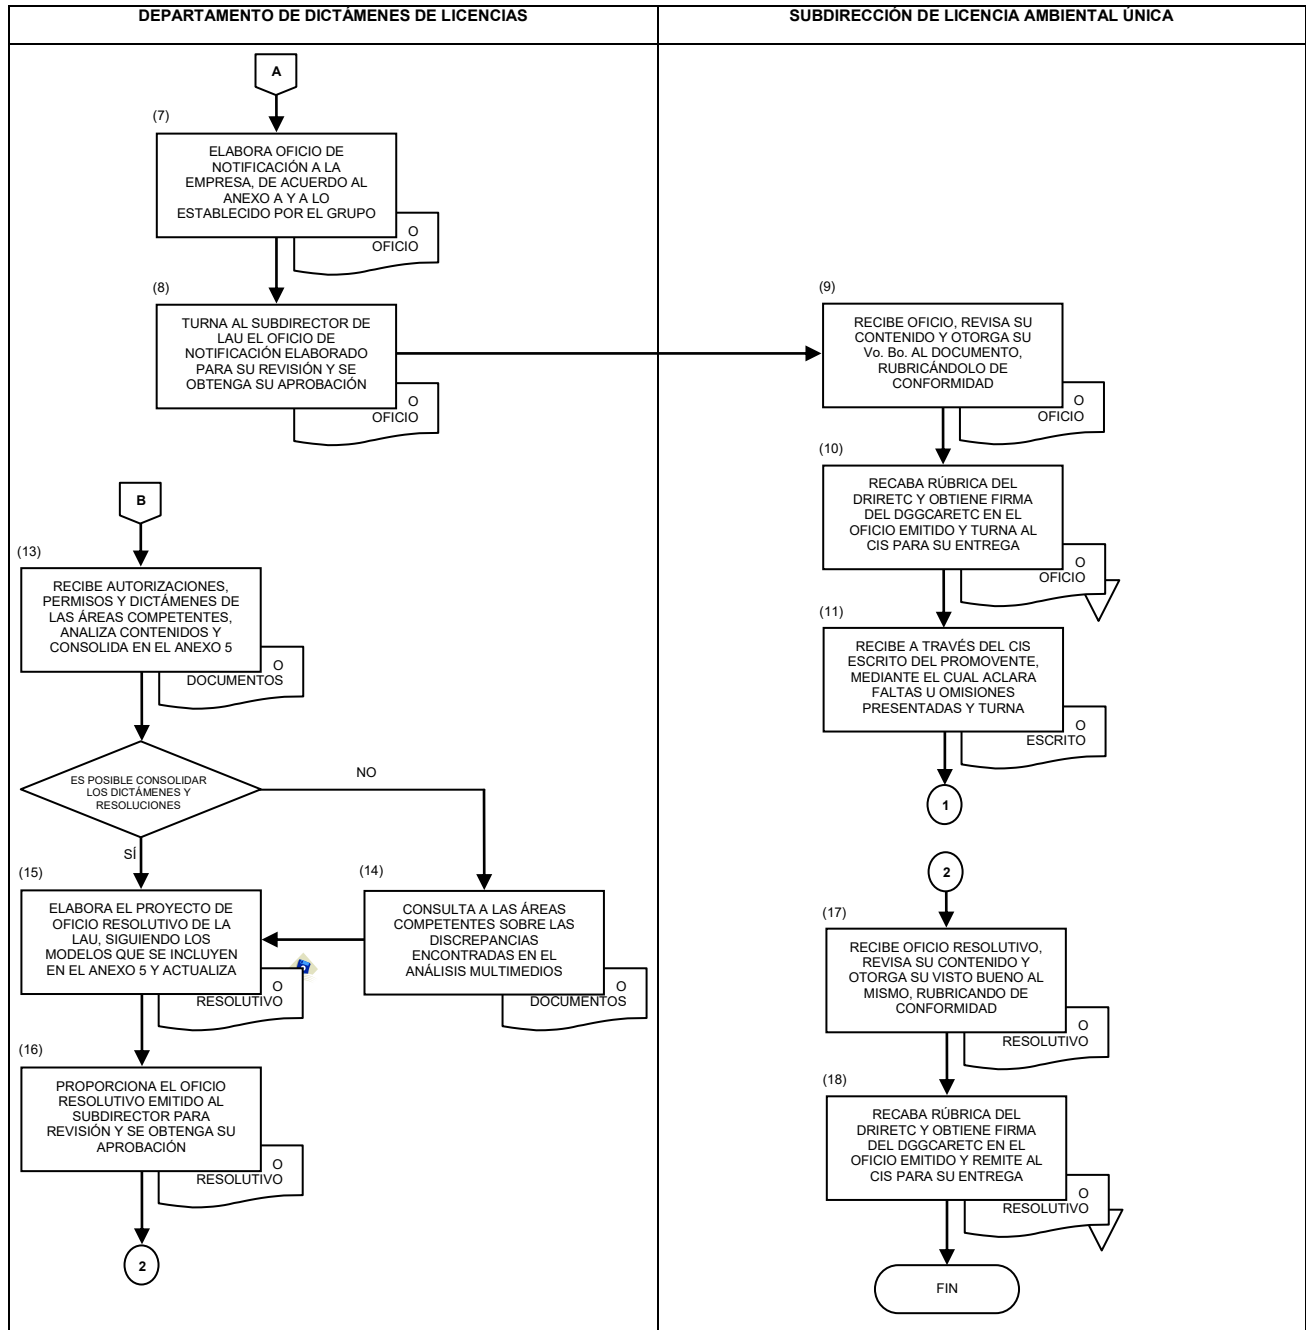 DEPARTAMENTO DE DICTÁMENES DE LICENCIAS
SUBDIRECCIÓN DE LICENCIA AMBIENTAL ÚNICA
A
(7)
ELABORA OFICIO DE
NOTIFICACIÓN A LA
EMPRESA, DE ACUERDO AL
ANEXO A Y A LO
ESTABLECIDO POR EL GRUPO
O
OFICIO
(8)
TURNA AL SUBDIRECTOR DE
LAU EL OFICIO DE
NOTIFICACIÓN ELABORADO
PARA SU REVISIÓN Y SE
OBTENGA SU APROBACIÓN
O
OFICIO
B
(13)
RECIBE AUTORIZACIONES,
PERMISOS Y DICTÁMENES DE
LAS ÁREAS COMPETENTES,
ANALIZA CONTENIDOS Y
CONSOLIDA EN EL ANEXO 5
O
DOCUMENTOS
ES POSIBLE CONSOLIDAR
LOS DICTÁMENES Y
RESOLUCIONES
NO
SÍ
(15)
ELABORA EL PROYECTO DE
OFICIO RESOLUTIVO DE LA
LAU, SIGUIENDO LOS
MODELOS QUE SE INCLUYEN
EN EL ANEXO 5 Y ACTUALIZA
O
RESOLUTIVO
(14)
CONSULTA A LAS ÁREAS
COMPETENTES SOBRE LAS
DISCREPANCIAS
ENCONTRADAS EN EL
ANÁLISIS MULTIMEDIOS
O
DOCUMENTOS
(16)
PROPORCIONA EL OFICIO
RESOLUTIVO EMITIDO AL
SUBDIRECTOR PARA
REVISIÓN Y SE OBTENGA SU
APROBACIÓN
O
RESOLUTIVO
2
(9)
RECIBE OFICIO, REVISA SU
CONTENIDO Y OTORGA SU
Vo. Bo. AL DOCUMENTO,
RUBRICÁNDOLO DE
CONFORMIDAD
O
OFICIO
(10)
RECABA RÚBRICA DEL
DRIRETC Y OBTIENE FIRMA
DEL DGGCARETC EN EL
OFICIO EMITIDO Y TURNA AL
CIS PARA SU ENTREGA
O
OFICIO
(11)
RECIBE A TRAVÉS DEL CIS
ESCRITO DEL PROMOVENTE,
MEDIANTE EL CUAL ACLARA
FALTAS U OMISIONES
PRESENTADAS Y TURNA
O
ESCRITO
1
2
(17)
RECIBE OFICIO RESOLUTIVO,
REVISA SU CONTENIDO Y
OTORGA SU VISTO BUENO AL
MISMO, RUBRICANDO DE
CONFORMIDAD
O
RESOLUTIVO
(18)
RECABA RÚBRICA DEL
DRIRETC Y OBTIENE FIRMA
DEL DGGCARETC EN EL
OFICIO EMITIDO Y REMITE AL
CIS PARA SU ENTREGA
O
RESOLUTIVO
FIN